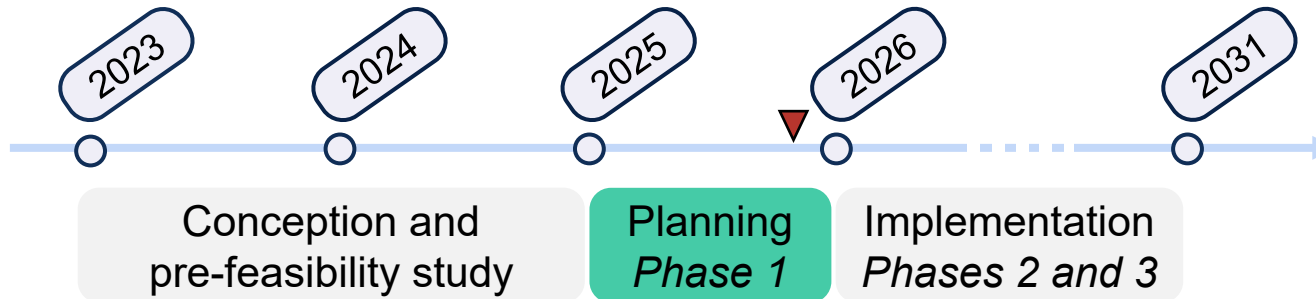 2023
2024
2025
2026
2031
Conception and
pre-feasibility study
Planning
Phase 1
Implementation
Phases 2 and 3